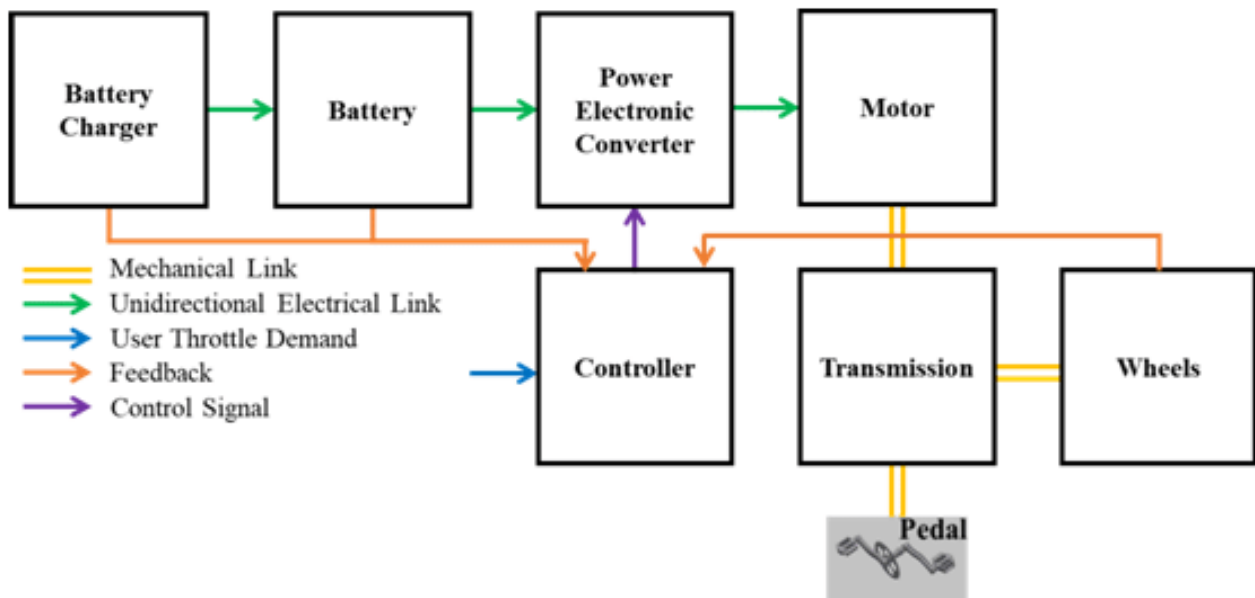 Battery
Charger
Battery
Power
Electronic
Converter
Motor
Mechanical Link
Unidirectional Electrical Link
User Throttle Demand
Feedback
Control Signal
Controller
Transmission
Wheels
Pedal